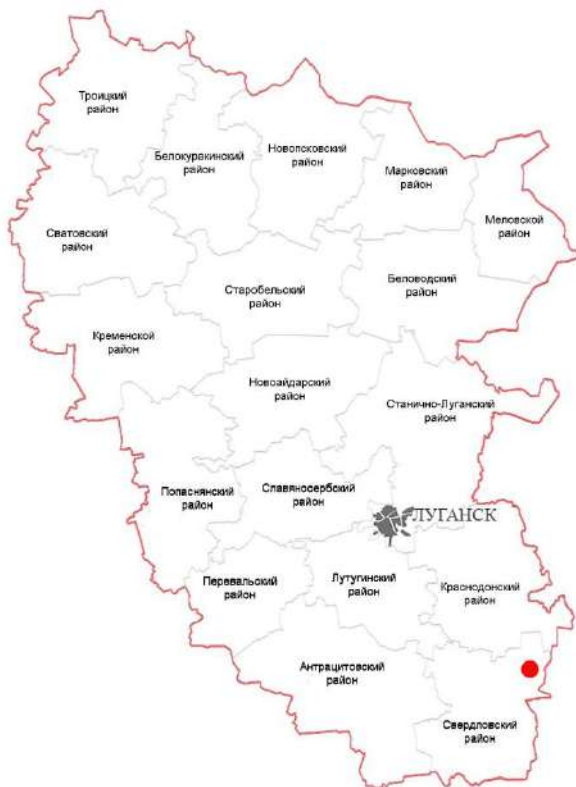 Троицкий
район
Белокуракинский
район
Новопсковский
район
Марковский
район
Меловской
район
Сватовский
район
Старобельский
район
Беловодский
район
Кременской
район
Новоайдарский
район
Станично-Луганский
район
Попаснянский
район
Славяносербский
район
ЛУГАНСК
Перевальский
район
Лутугинский
район
Краснодонский
район
Антрацитовский
район
Свердловский
район